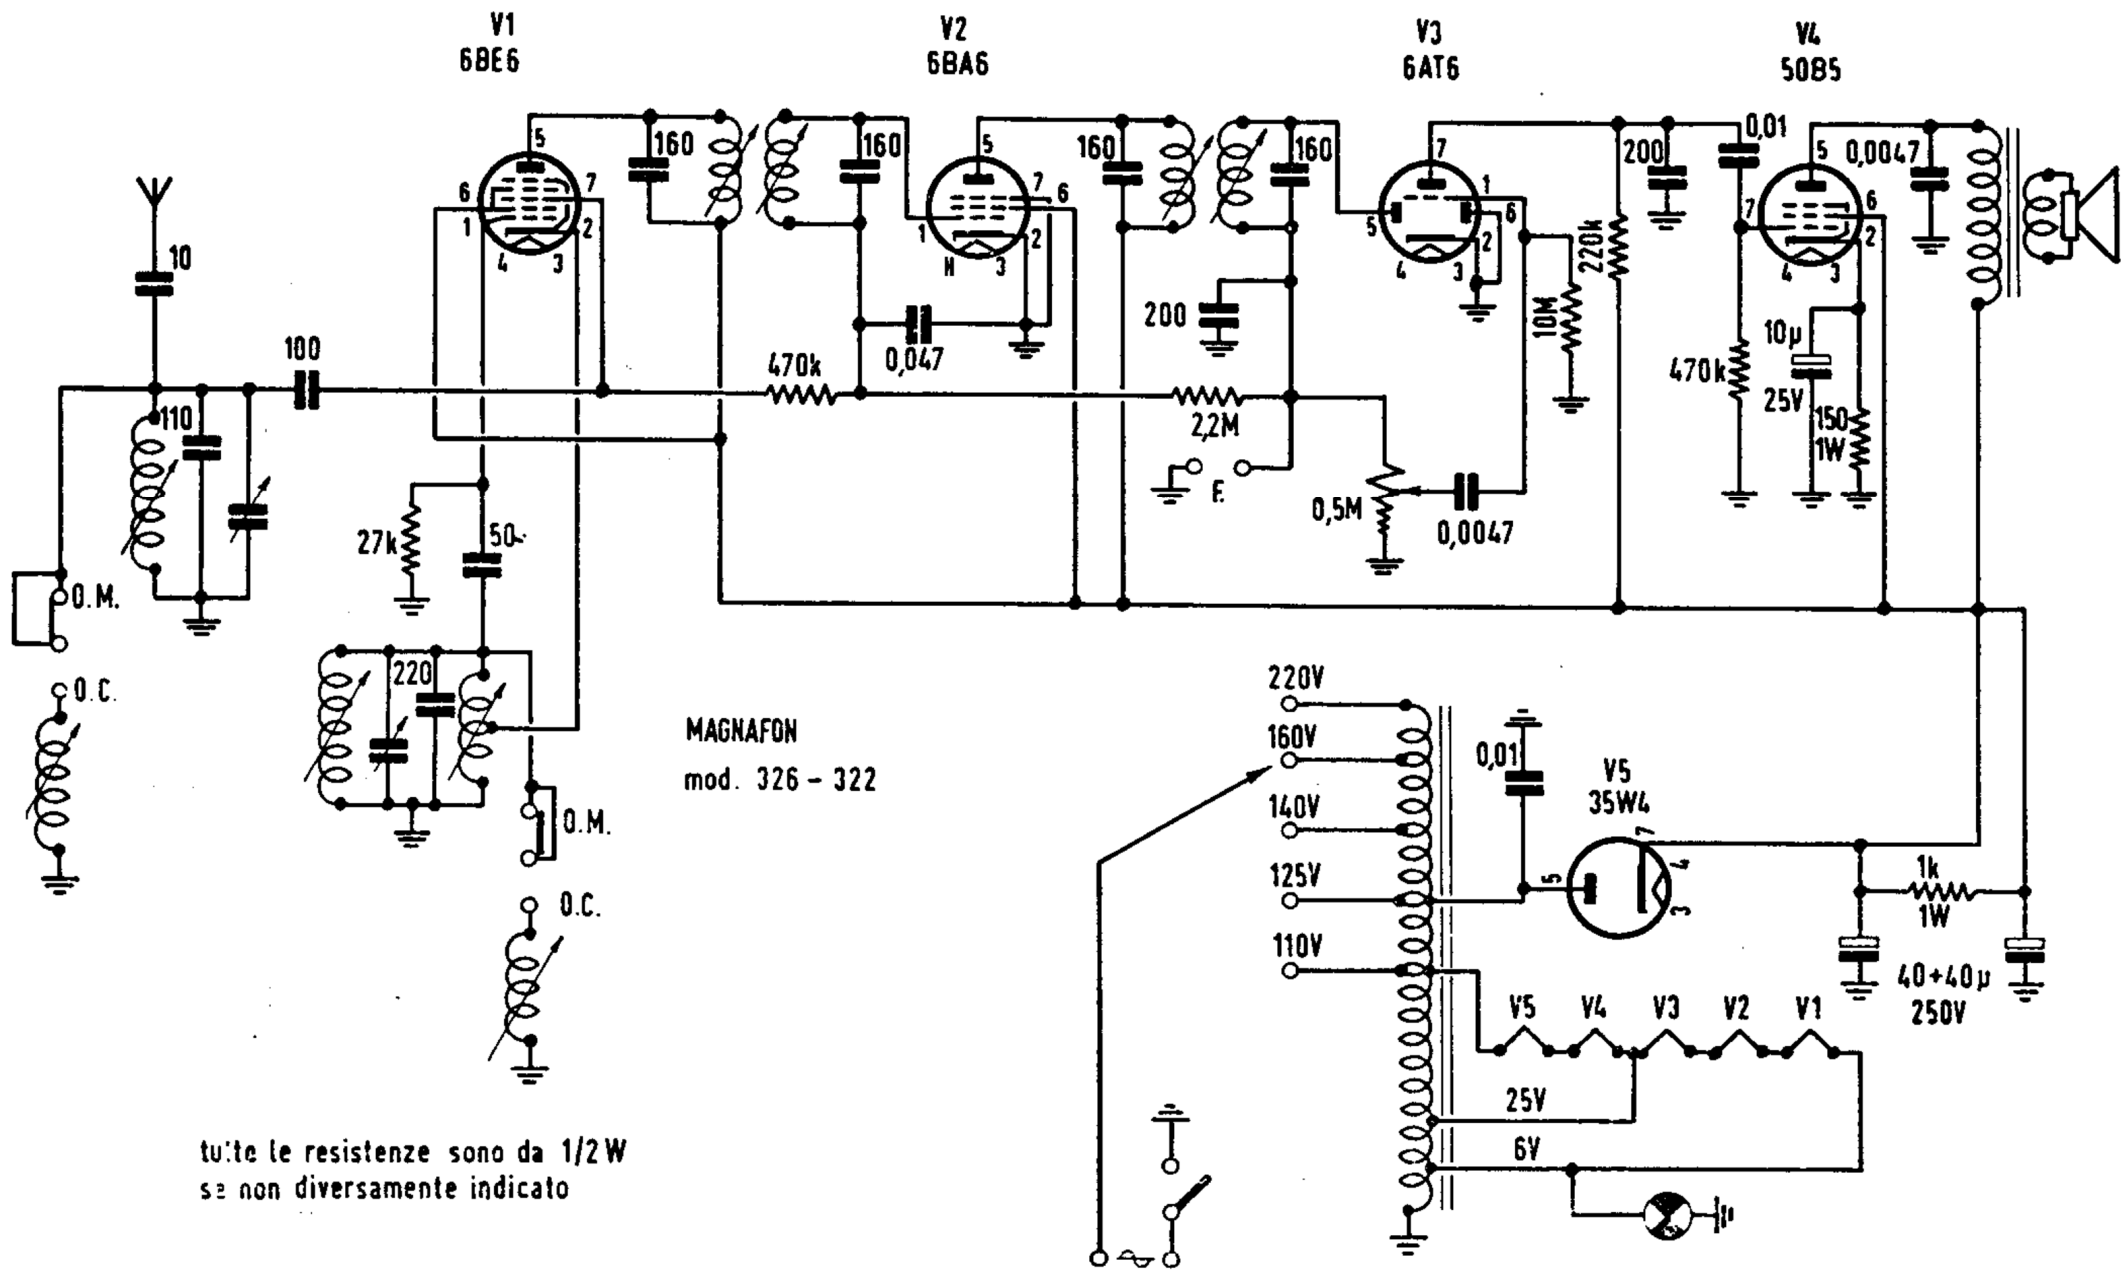 V1
6BE6
V2
6BA6
V3
6AT6
V4
50B5
5
160
6
7
1
2
4
3
160
5
7
6
1
2
H
3
160
160
7
1
5
6
2
4
3
200
0,01
5
7
6
2
4
3
0,0047
10
100
110
470k
0,047
200
2,2M
F.
0,5M
0,0047
10M
220k
470k
10µ
25V
150
1W
27k
50
O.M.
O.C.
220
O.M.
O.C.
MAGNAFON
mod. 326 - 322
220V
160V
140V
125V
110V
0,01
V5
35W4
5
7
4
3
1k
1W
40+40µ
250V
V5
V4
V3
V2
V1
25V
6V
tutte le resistenze sono da 1/2 W
se non diversamente indicato